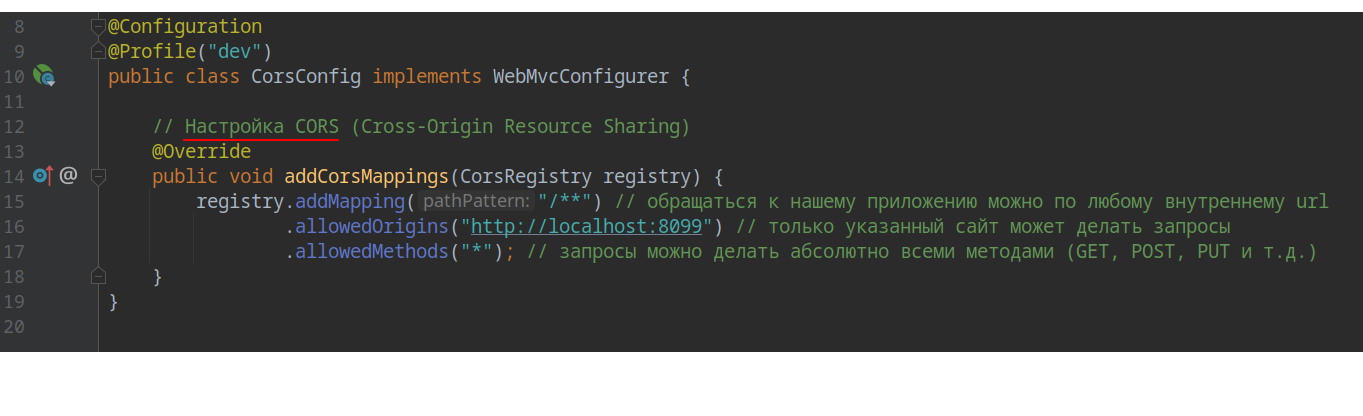 8 @Configuration
9 @Profile("dev")
10 public class CorsConfig implements WebMvcConfigurer {
11
12 // Настройка CORS (Cross-Origin Resource Sharing)
13 @Override
14 @ public void addCorsMappings(CorsRegistry registry) {
15 registry.addMapping( pathPattern: "/**") // обращаться к нашему приложению можно по любому внутреннему url
16 .allowedOrigins("http://localhost:8099") // только указанный сайт может делать запросы
17 .allowedMethods("*"); // запросы можно делать абсолютно всеми методами (GET, POST, PUT и т.д.)
18 }
19 }
20